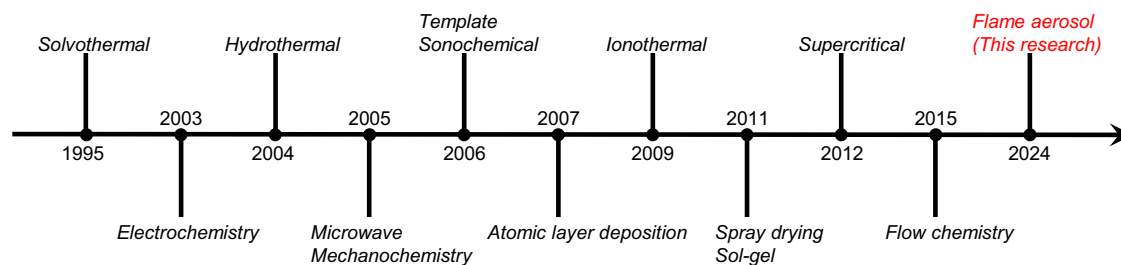 Template
Flame aerosol
Solvothermal
Hydrothermal
Sonochemical
Ionothermal
Supercritical
(This research)
2003
2005
2007
2011
2015
1995
2004
2006
2009
2012
2024
Electrochemistry
Microwave
Mechanochemistry
Atomic layer deposition
Spray drying
Sol-gel
Flow chemistry